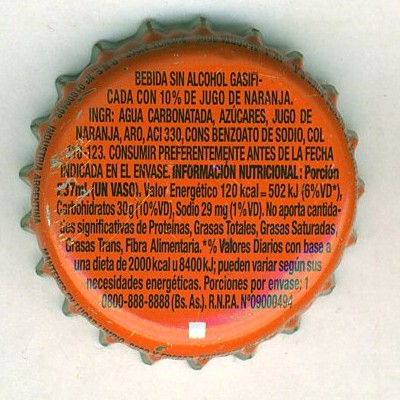 BEBIDA SIN ALCOHOL GASIFI-
CADA CON 10% DE JUGO DE NARANJA.
INGR: AGUA CARBONATADA, AZÚCARES, JUGO DE
NARANJA, ARO, ACI 330, CONS BENZOATO DE SODIO, COL
123. CONSUMIR PREFERENTEMENTE ANTES DE LA FECHA
INDICADA EN EL ENVASE. INFORMACIÓN NUTRICIONAL: Porción
(UN VASO). Valor Energético 120 kcal = 502 kJ (6%VD*),
Carbohidratos 30g (10%VD), Sodio 29 mg (1%VD). No aporta cantida-
des significativas de Proteínas, Grasas Totales, Grasas Saturadas,
Grasas Trans, Fibra Alimentaria. *% Valores Diarios con base a
una dieta de 2000 kcal u 8400 kJ; pueden variar según sus
necesidades energéticas. Porciones por envase: 1
0800-888-8888 (Bs. As.). R.N.P.A. N°09000494
INDUSTRIA ARGENTINA